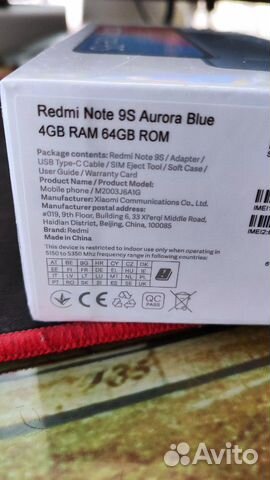 Redmi Note 9S Aurora Blue
4GB RAM 64GB ROM
Package contents: Redmi Note 9S / Adapter/
USB Type-C Cable / SIM Eject Tool / Soft Case /
User Guide / Warranty Card
Product Name / Product Model:
Mobile phone / M2003J6A1G
Manufacturer: Xiaomi Communications Co., Ltd.
Manufacturer postal address:
#019, 9th Floor, Building 6, 33 Xi'erqi Middle Road,
Haidian District, Beijing, China, 100085
Brand: Redmi
Made in China
This device is restricted to indoor use only when operating in
5150 to 5350 Mhz frequency range in following countries:
AT BE BG HR CY CZ DK
EE FI FR DE EL HU IE
IT LV LT LU MT NL PL
PT RO SK SI ES SE UK
CE
QC
PASS
IMEI1:
IMEI2:
Avito